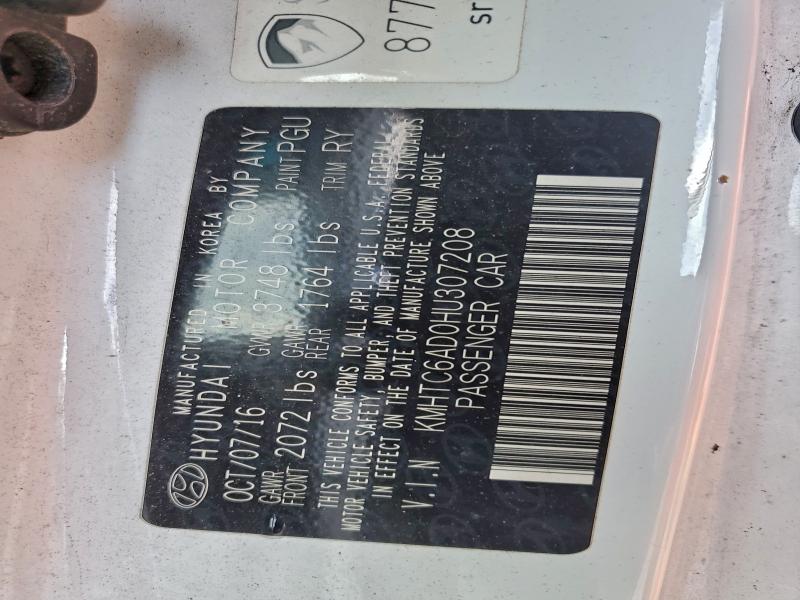 877
sr
MANUFACTURED IN KOREA BY
HYUNDAI MOTOR COMPANY
OCT/07/16 GVWR 3748 lbs PAINT PGU
GAWR FRONT 2072 lbs GAWR REAR 1764 lbs TRIM RY
THIS VEHICLE CONFORMS TO ALL APPLICABLE U.S.A. FEDERAL
MOTOR VEHICLE SAFETY, BUMPER, AND THEFT PREVENTION STANDARDS
IN EFFECT ON THE DATE OF MANUFACTURE SHOWN ABOVE
V.I.N KMHTC6AD0HU307208
PASSENGER CAR